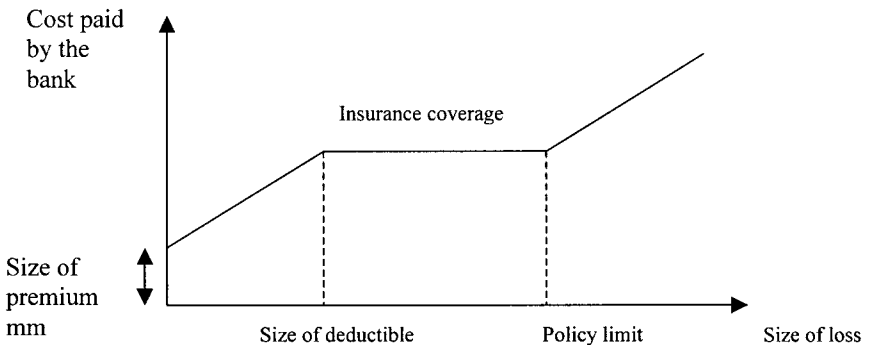 Cost paid
by the
bank
Insurance coverage
Size of
premium
mm
Size of deductible
Policy limit
Size of loss